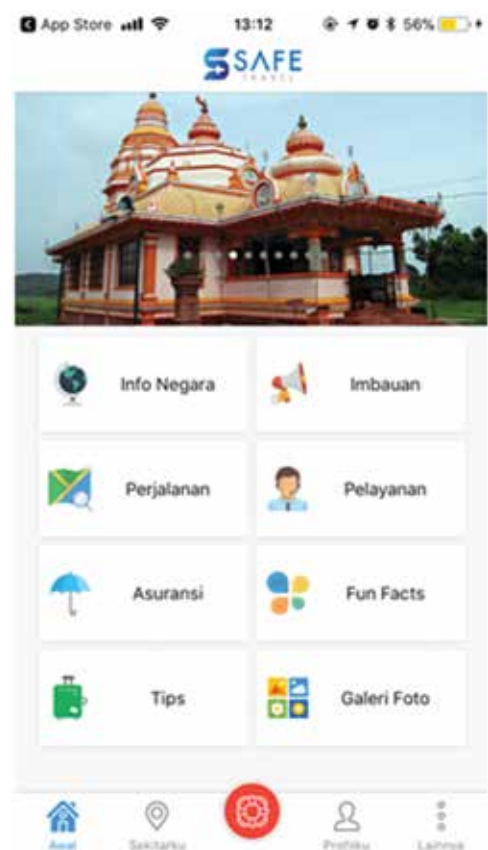 App Store 13:12 56%
SAFE
TRAVEL
Info Negara Imbauan
Perjalanan Pelayanan
Asuransi Fun Facts
Tips Galeri Foto
Awal Sekitarku Profilku Lainnya